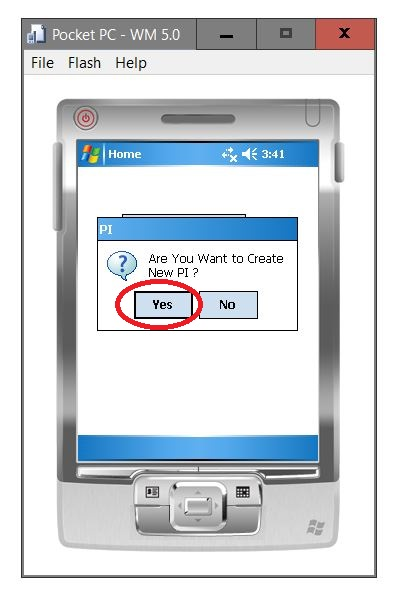 Pocket PC - WM 5.0
File Flash Help
Home 3:41
PI
Are You Want to Create
New PI ?
Yes No